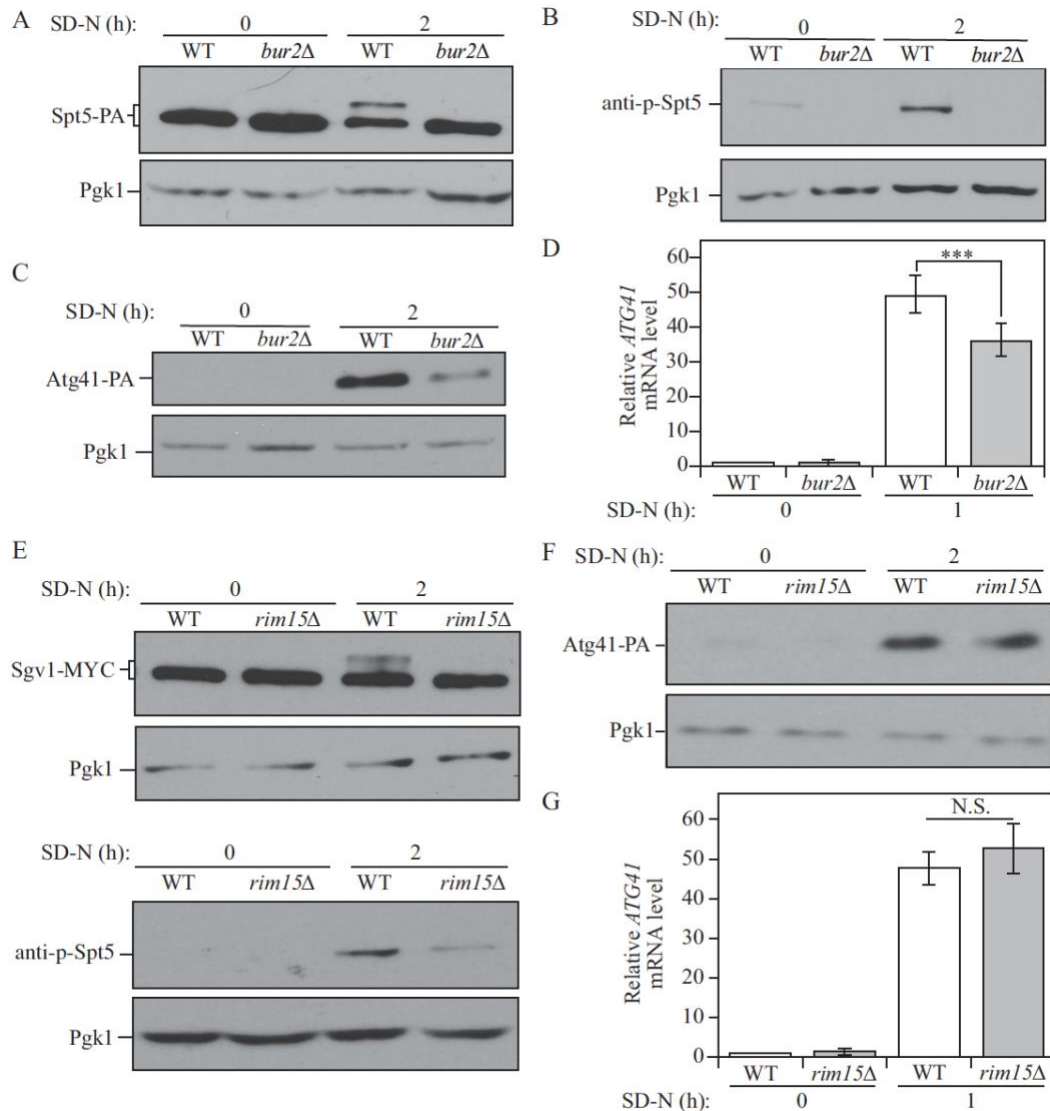 A
SD-N (h): 0 2
WT bur2Δ WT bur2Δ
Spt5-PA
Pgk1
B
SD-N (h):
0 2
WT bur2Δ WT bur2Δ
anti-p-Spt5
Pgk1
C
SD-N (h): 0 2
WT bur2Δ WT bur2Δ
Atg41-PA
Pgk1
D
Relative ATG41
mRNA level
60
50
40
30
20
10
0
***
WT bur2Δ WT bur2Δ
SD-N (h): 0 1
E
SD-N (h): 0 2
WT rim15Δ WT rim15Δ
Sgv1-MYC
Pgk1
SD-N (h): 0 2
WT rim15Δ WT rim15Δ
anti-p-Spt5
Pgk1
F
SD-N (h): 0 2
WT rim15Δ WT rim15Δ
Atg41-PA
Pgk1
G
Relative ATG41
mRNA level
60
50
40
30
20
10
0
N.S.
WT rim15Δ WT rim15Δ
SD-N (h): 0 1